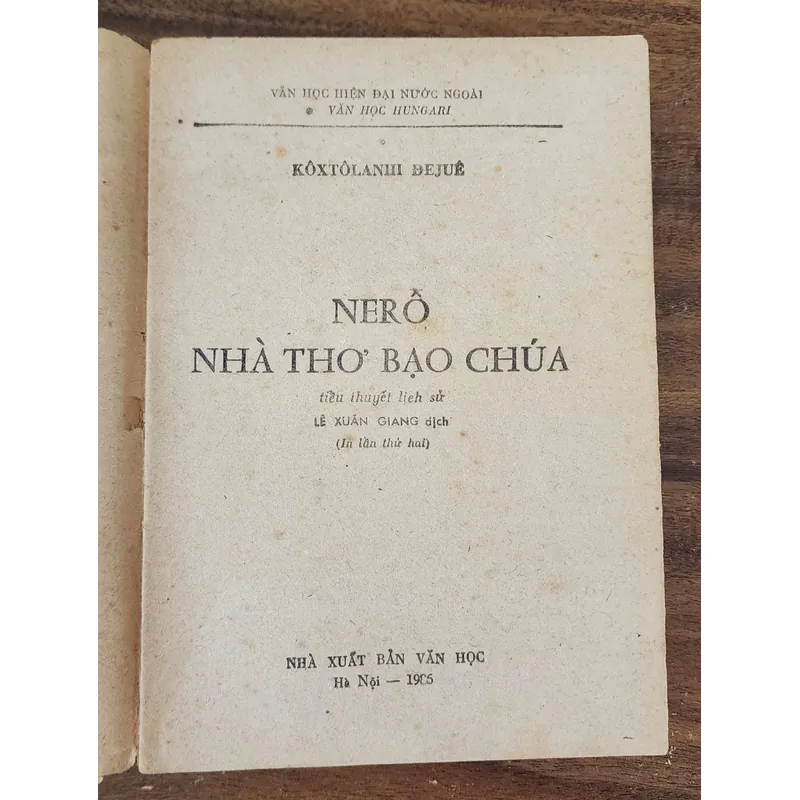 VĂN HỌC HIỆN ĐẠI NƯỚC NGOÀI
VĂN HỌC HUNGARI
KÔXTÔLANHI ĐEJUÊ
NERÔ
NHÀ THƠ BẠO CHÚA
tiểu thuyết lịch sử
LÊ XUÂN GIANG dịch
(In lần thứ hai)
NHÀ XUẤT BẢN VĂN HỌC
Hà Nội — 1986